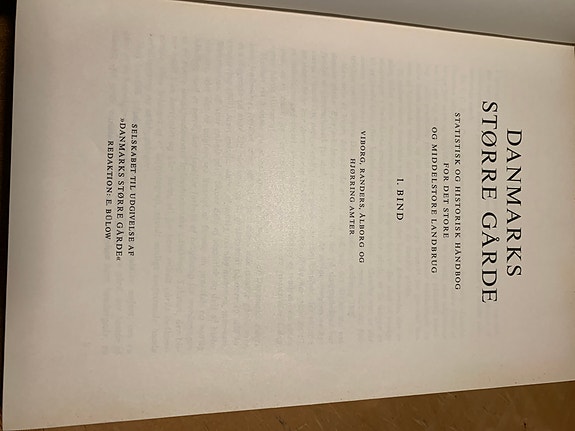 DANMARKS
STØRRE GÅRDE
STATISTISK OG HISTORISK HÅNDBOG
FOR DET STORE
OG MIDDELSTORE LANDBRUG
I. BIND
VIBORG, RANDERS, ÅLBORG OG
HJØRRING AMTER
SELSKABET TIL UDGIVELSE AF
»DANMARKS STØRRE GÅRDE«
REDAKTION: E. BÜLOW